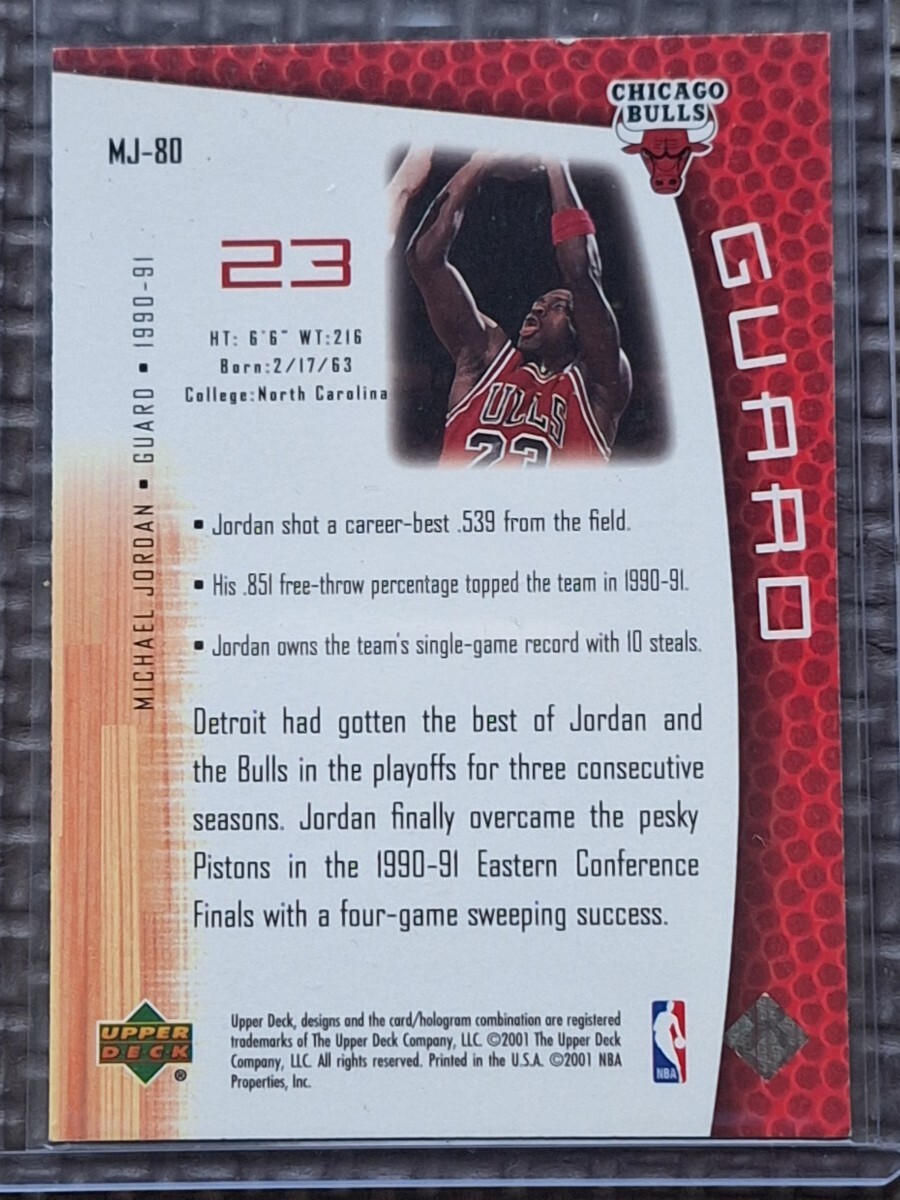 CHICAGO
BULLS
MJ-80
23
HT: 6'6" WT:216
Born:2/17/63
College:North Carolina
ULLS
23
GUARD
MICHAEL JORDAN ▪ GUARD ▪ 1990-91
▪ Jordan shot a career-best .539 from the field.
▪ His .851 free-throw percentage topped the team in 1990-91.
▪ Jordan owns the team's single-game record with 10 steals.
Detroit had gotten the best of Jordan and
the Bulls in the playoffs for three consecutive
seasons. Jordan finally overcame the pesky
Pistons in the 1990-91 Eastern Conference
Finals with a four-game sweeping success.
UPPER
DECK
®
Upper Deck, designs and the card/hologram combination are registered
trademarks of The Upper Deck Company, LLC. ©2001 The Upper Deck
Company, LLC. All rights reserved. Printed in the U.S.A. ©2001 NBA
Properties, Inc.
NBA